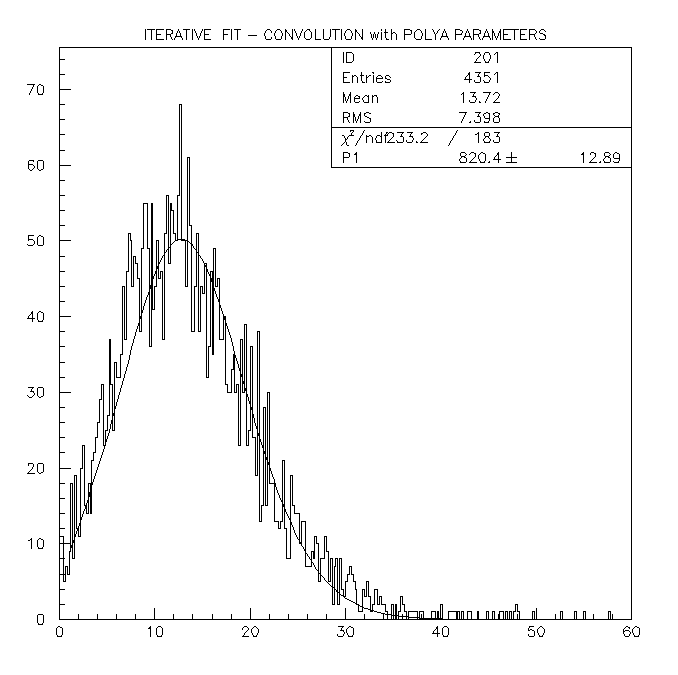 ITERATIVE FIT – CONVOLUTION with POLYA PARAMETERS
ID 201
Entries 4351
Mean 13.72
RMS 7.398
χ²/ndf233.2 / 183
P1 820.4 ± 12.89
70
60
50
40
30
20
10
0
0 10 20 30 40 50 60